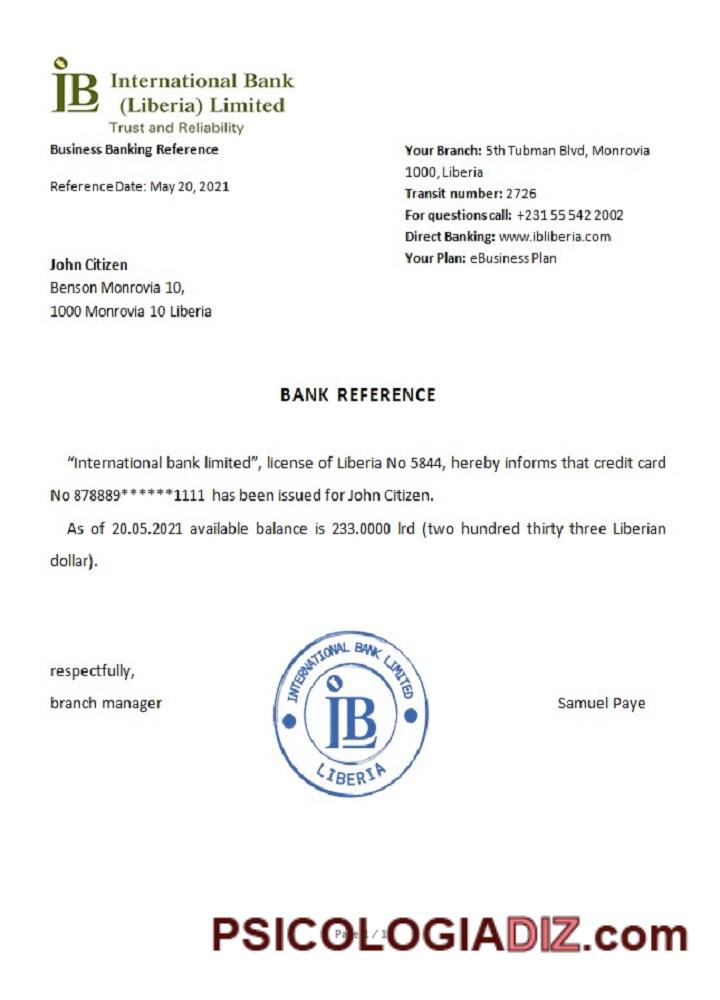 iB International Bank
(Liberia) Limited
Trust and Reliability
Business Banking Reference
Reference Date: May 20, 2021
Your Branch: 5th Tubman Blvd, Monrovia
1000, Liberia
Transit number: 2726
For questions call: +231 55 542 2002
Direct Banking: www.ibliberia.com
Your Plan: eBusiness Plan
John Citizen
Benson Monrovia 10,
1000 Monrovia 10 Liberia
BANK REFERENCE
“International bank limited”, license of Liberia No 5844, hereby informs that credit card
No 878889******1111 has been issued for John Citizen.
As of 20.05.2021 available balance is 233.0000 lrd (two hundred thirty three Liberian
dollar).
respectfully,
branch manager
INTERNATIONAL BANK LIMITED
iB
LIBERIA
Samuel Paye
Page 1 / 1
PSICOLOGIADIZ.com